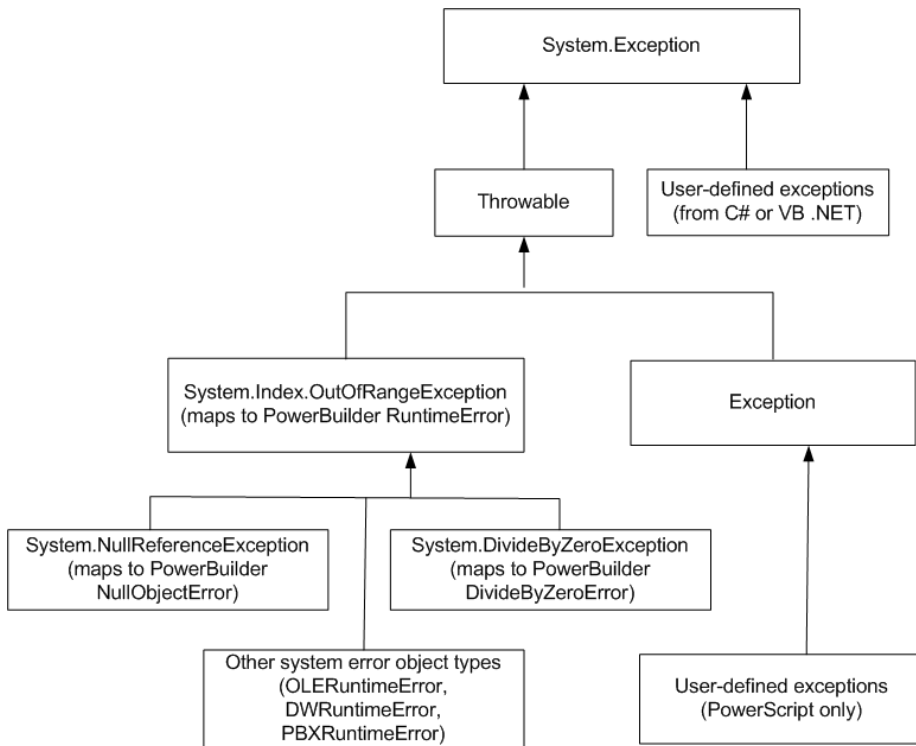 System.Exception
Throwable
User-defined exceptions
(from C# or VB .NET)
System.Index.OutOfRangeException
(maps to PowerBuilder RuntimeError)
Exception
System.NullReferenceException
(maps to PowerBuilder
NullObjectError)
System.DivideByZeroException
(maps to PowerBuilder
DivideByZeroError)
Other system error object types
(OLERuntimeError,
DWRuntimeError,
PBXRuntimeError)
User-defined exceptions
(PowerScript only)